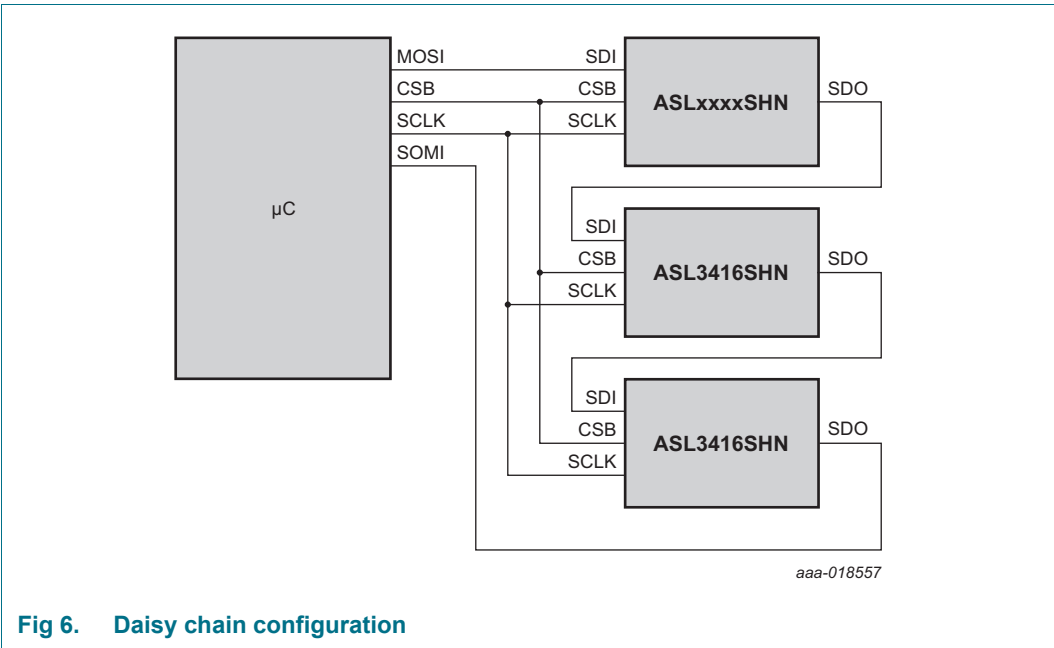 MOSI
CSB
SCLK
SOMI
µC
SDI
CSB
SCLK
ASLxxxxSHN
SDO
SDI
CSB
SCLK
ASL3416SHN
SDO
SDI
CSB
SCLK
ASL3416SHN
SDO
aaa-018557
Fig 6. Daisy chain configuration